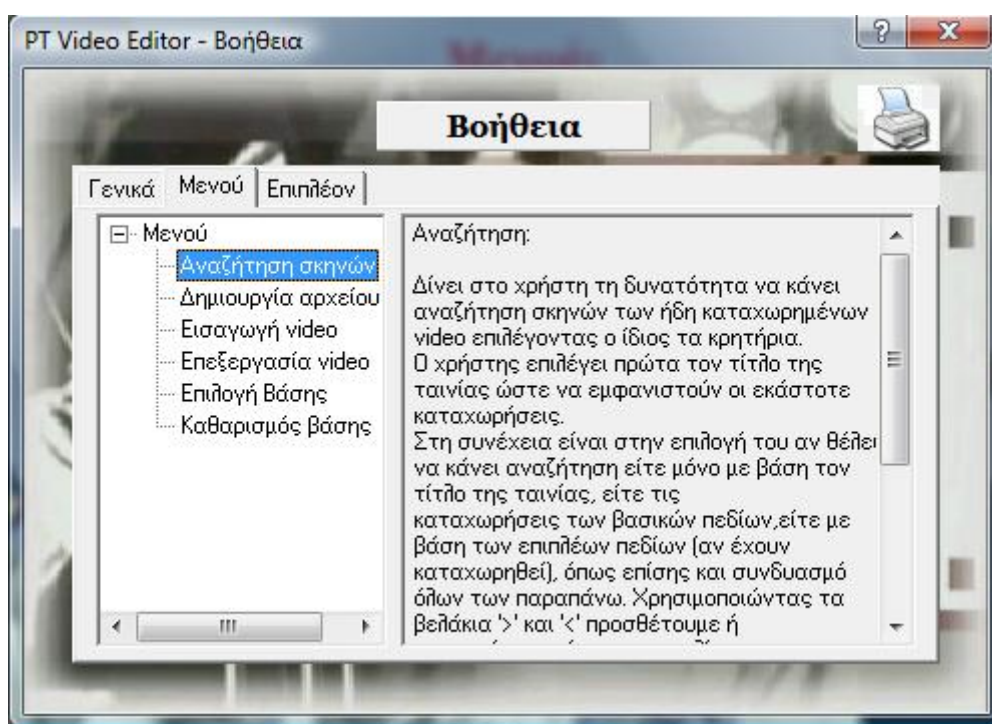 PT Video Editor - Βοήθεια
Βοήθεια
Γενικά Μενού Επιπλέον
Μενού
Αναζήτηση σκηνών
Δημιουργία αρχείου
Εισαγωγή video
Επεξεργασία video
Επιλογή Βάσης
Καθαρισμός βάσης
Αναζήτηση:
Δίνει στο χρήστη τη δυνατότητα να κάνει
αναζήτηση σκηνών των ήδη καταχωρημένων
video επιλέγοντας ο ίδιος τα κρητήρια.
Ο χρήστης επιλέγει πρώτα τον τίτλο της
ταινίας ώστε να εμφανιστούν οι εκάστοτε
καταχωρήσεις.
Στη συνέχεια είναι στην επιλογή του αν θέλει
να κάνει αναζήτηση είτε μόνο με βάση τον
τίτλο της ταινίας, είτε τις
καταχωρήσεις των βασικών πεδίων,είτε με
βάση των επιπλέων πεδίων (αν έχουν
καταχωρηθεί), όπως επίσης και συνδυασμό
όλων των παραπάνω. Χρησιμοποιώντας τα
βελάκια '>' και '<' προσθέτουμε ή